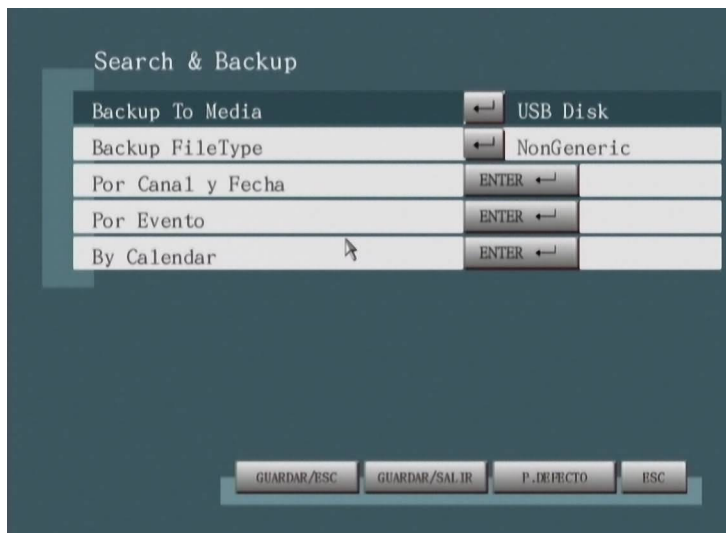 Search & Backup
Backup To Media USB Disk
Backup FileType NonGeneric
Por Canal y Fecha ENTER
Por Evento ENTER
By Calendar ENTER
GUARDAR/ESC GUARDAR/SALIR P.DEFECTO ESC